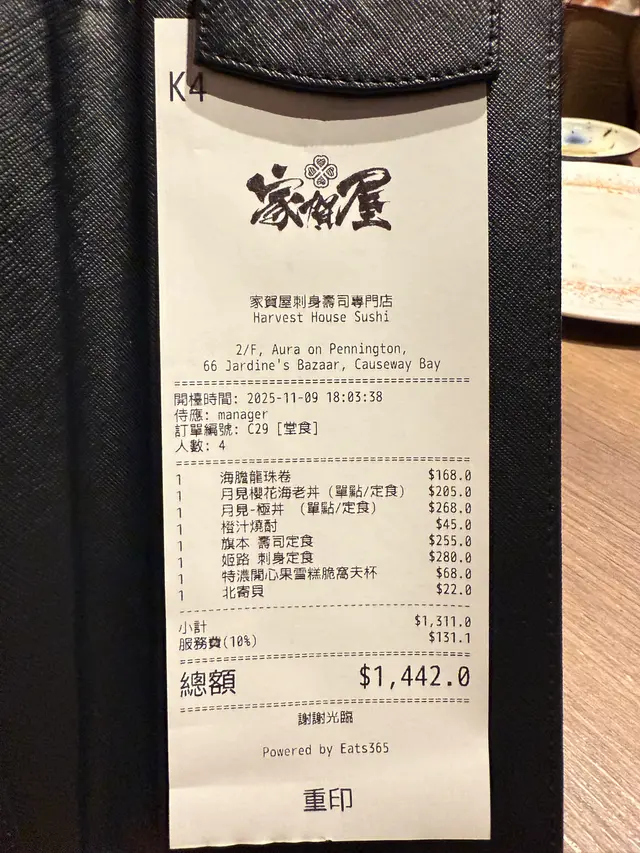 K4
家賀屋
家賀屋刺身壽司專門店
Harvest House Sushi
2/F, Aura on Pennington,
66 Jardine's Bazaar, Causeway Bay
開檯時間: 2025-11-09 18:03:38
侍應: manager
訂單編號: C29 [堂食]
人數: 4
1 海膽龍珠卷 $168.0
1 月見櫻花海老丼 (單點/定食) $205.0
1 月見-極丼 (單點/定食) $268.0
1 橙汁燒酎 $45.0
1 旗本 壽司定食 $255.0
1 姬路 刺身定食 $280.0
1 特濃開心果雪糕脆窩夫杯 $68.0
1 北寄貝 $22.0
小計 $1,311.0
服務費(10%) $131.1
總額 $1,442.0
謝謝光臨
Powered by Eats365
重印